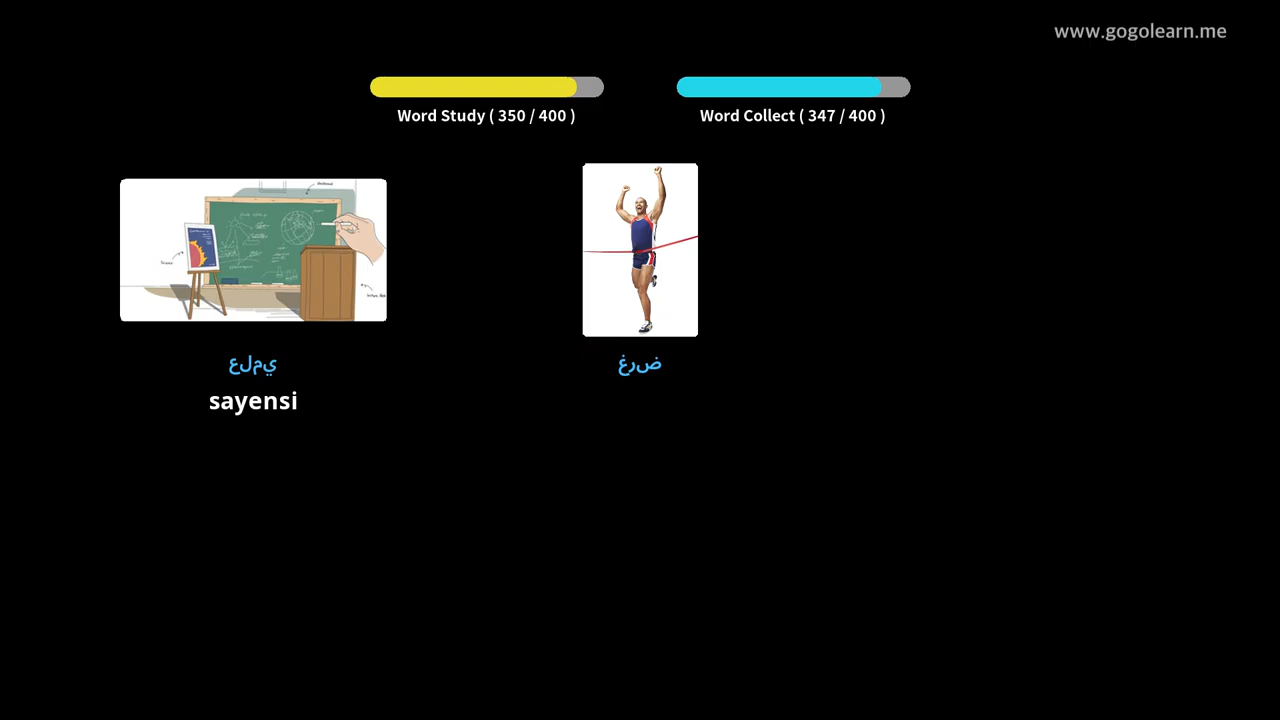 www.gogolearn.me
Word Study ( 350 / 400 )
Word Collect ( 347 / 400 )
علمي
sayensi
غرض